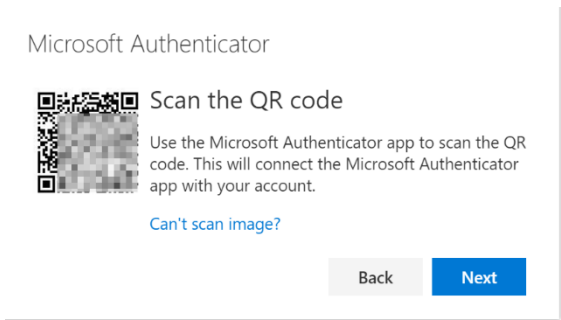 Microsoft Authenticator
Scan the QR code
Use the Microsoft Authenticator app to scan the QR
code. This will connect the Microsoft Authenticator
app with your account.
Can't scan image?
Back
Next